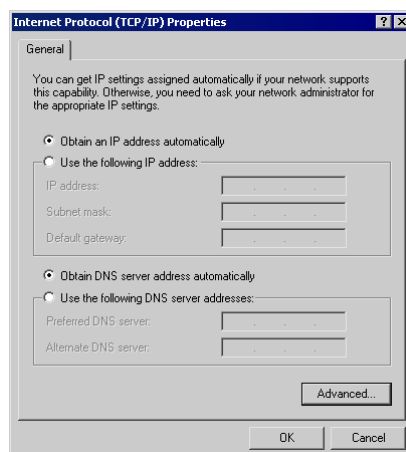 Internet Protocol (TCP/IP) Properties
General
You can get IP settings assigned automatically if your network supports
this capability. Otherwise, you need to ask your network administrator for
the appropriate IP settings.
Obtain an IP address automatically
Use the following IP address:
IP address:
Subnet mask:
Default gateway:
Obtain DNS server address automatically
Use the following DNS server addresses:
Preferred DNS server:
Alternate DNS server:
Advanced...
OK
Cancel